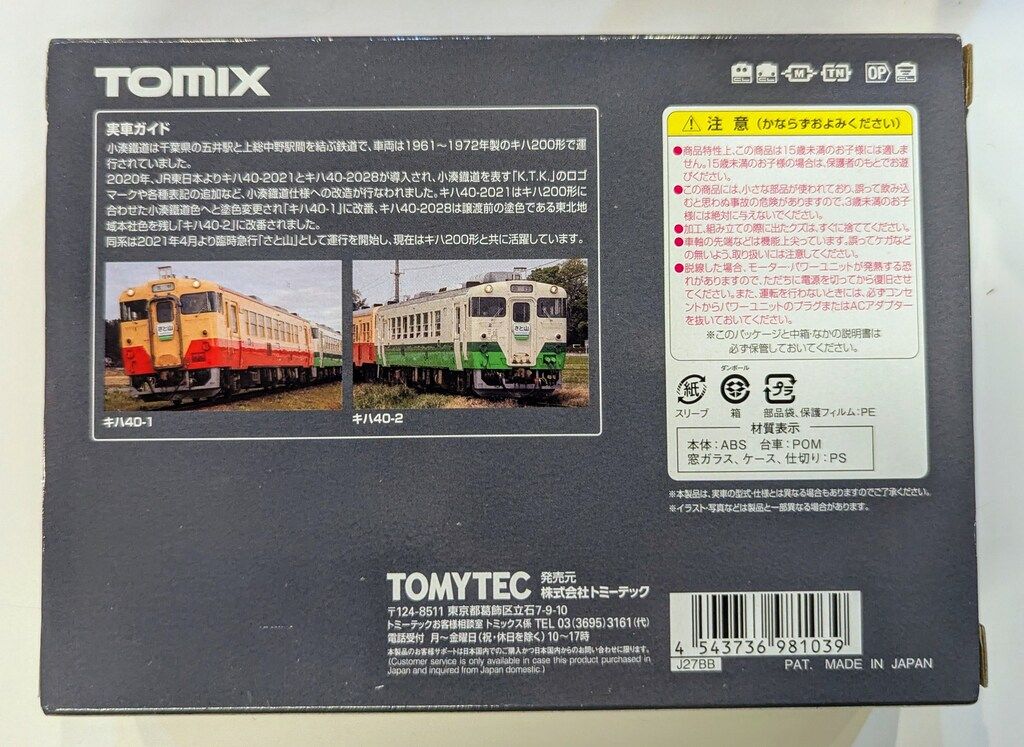 TOMIX
CL
CL
M
TN
OP
CL
実車ガイド
小湊鐵道は千葉県の五井駅と上総中野駅間を結ぶ鉄道で、車両は1961〜1972年製のキハ200形で運
行されていました。
2020年、JR東日本よりキハ40-2021とキハ40-2028が導入され、小湊鐵道を表す「K.T.K.」のロゴ
マークや各種表記の追加など、小湊鐵道仕様への改造が行なわれました。キハ40-2021はキハ200形に
合わせた小湊鐵道色へと塗色変更され「キハ40-1」に改番、キハ40-2028は譲渡前の塗色である東北地
域本社色を残し「キハ40-2」に改番されました。
同系は2021年4月より臨時急行「さと山」として運行を開始し、現在はキハ200形と共に活躍しています。
さと山
さと山
キハ40-1
キハ40-2
注 意 (かならずおよみください)
●商品特性上、この商品は15歳未満のお子様には適しま
せん。15歳未満のお子様の場合は、保護者のもとでお遊
びください。
●この商品には、小さな部品が使われており、誤って飲み込
むと思わぬ事故の危険がありますので、3歳未満のお子
様には絶対に与えないでください。
●加工、組み立ての際に出たクズは、すぐに捨ててください。
●車軸の先端などは機能上尖っています。誤ってケガなど
の無いよう、取り扱いには注意してください。
●脱線した場合、モーター・パワーユニットが発熱する恐
れがありますので、ただちに電源を切ってから復旧させ
てください。また、運転を行わないときには、必ずコンセ
ントからパワーユニットのプラグまたはACアダプター
を抜いておいてください。
※このパッケージと中箱・なかの説明書は
必ず保管しておいてください。
紙
スリーブ
ダンボール
箱
プラ
部品袋、保護フィルム:PE
材質表示
本体:ABS 台車:POM
窓ガラス、ケース、仕切り:PS
※本製品は、実車の型式・仕様とは異なる場合もありますのでご了承ください。
※イラスト・写真などは製品と一部異なる場合があります。
TOMYTEC 発売元
株式会社トミーテック
〒124-8511 東京都葛飾区立石7-9-10
トミーテックお客様相談室 トミックス係 TEL 03(3695)3161(代)
電話受付 月〜金曜日(祝・休日を除く)10〜17時
本製品のお客様サポートは日本国内でのご購入かつ日本国内からのお問い合わせに限ります。
(Customer service is only available in case this product purchased in
Japan and inquired from Japan domestic.)
4 543736 981039
J27BB
PAT. MADE IN JAPAN